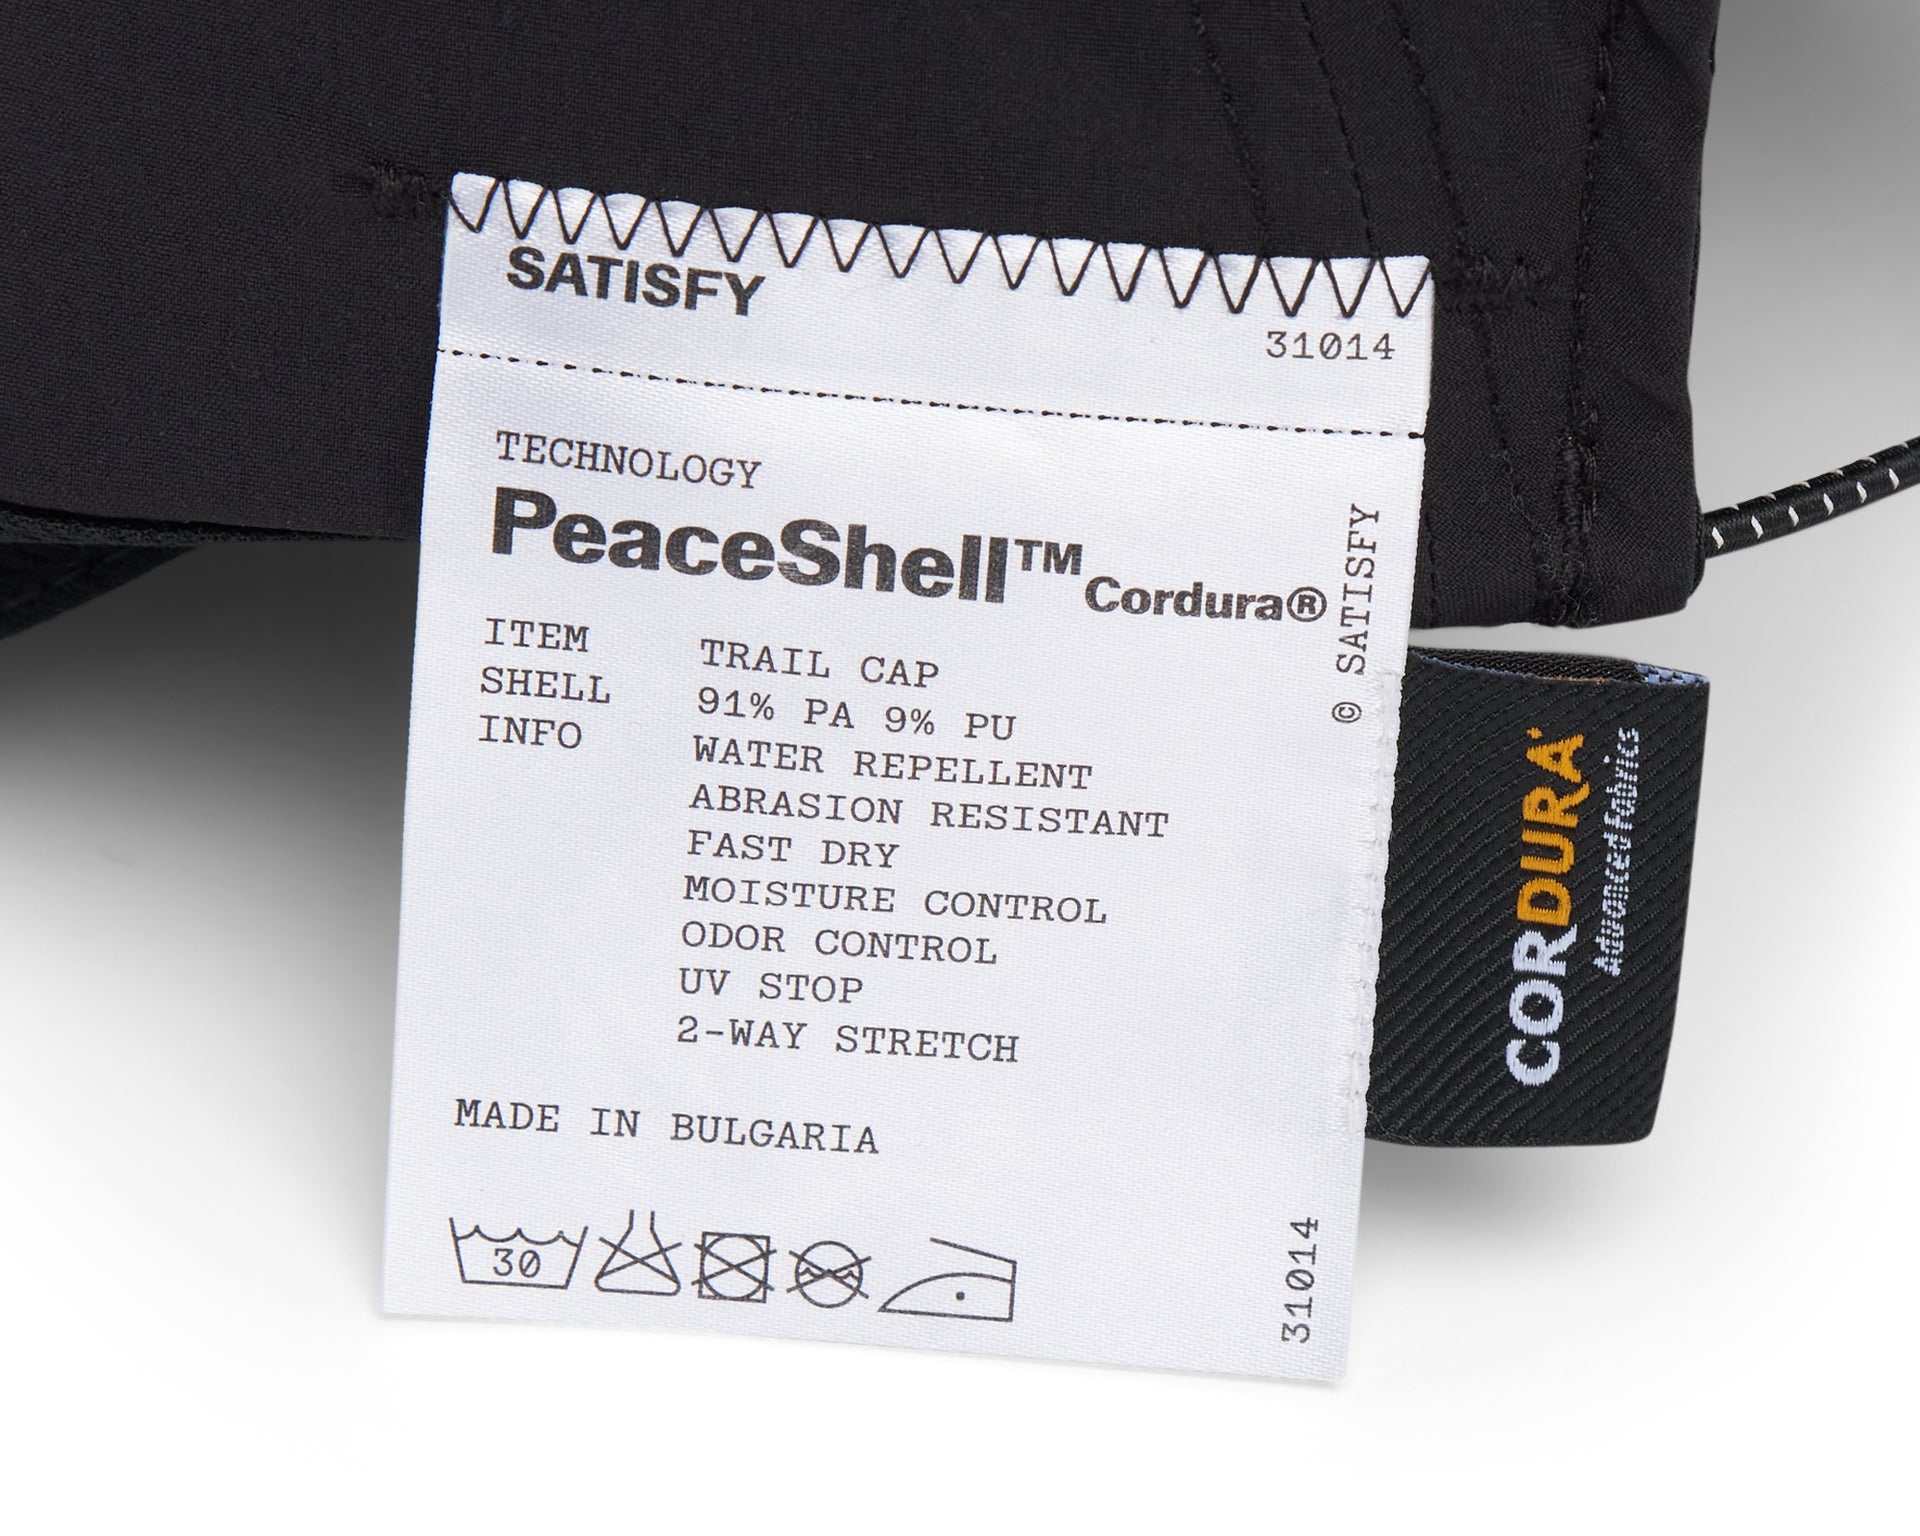 SATISFY
31014
TECHNOLOGY
PeaceShell™ Cordura®
© SATISFY
ITEM TRAIL CAP
SHELL 91% PA 9% PU
INFO WATER REPELLENT
ABRASION RESISTANT
FAST DRY
MOISTURE CONTROL
ODOR CONTROL
UV STOP
2-WAY STRETCH
MADE IN BULGARIA
30
31014
CORDURA
Advanced Fabrics